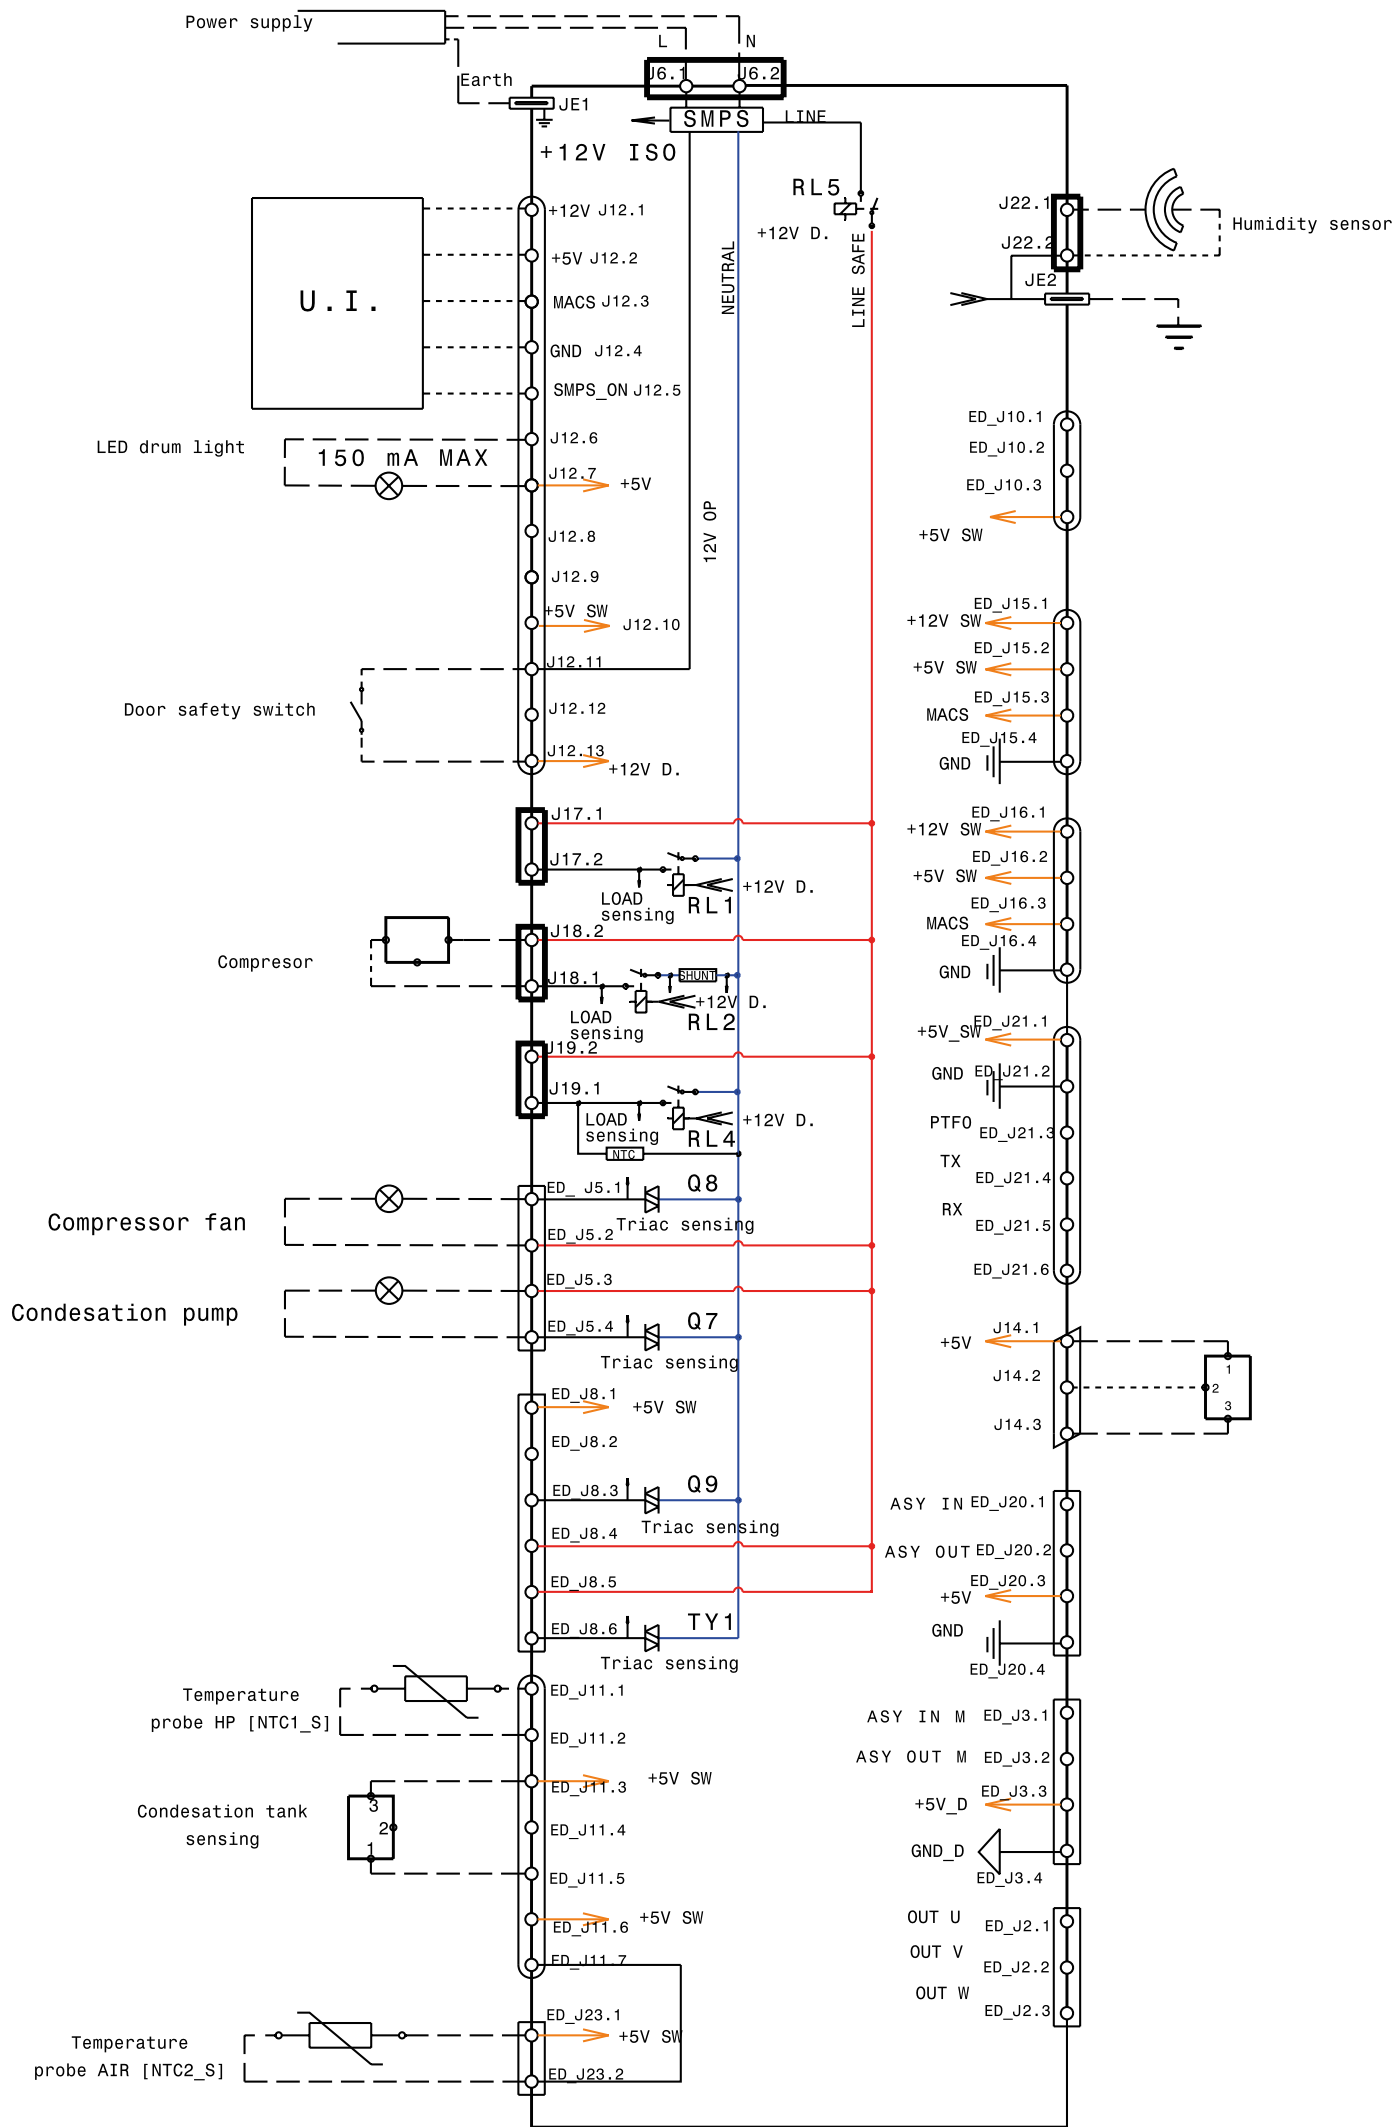 Power supply
L
N
J6.1
J6.2
Earth
JE1
SMPS
LINE
+12V ISO
RL5
+12V D.
NEUTRAL
LINE SAFE
12V OP
U.I.
+12V J12.1
+5V J12.2
MACS J12.3
GND J12.4
SMPS_ON J12.5
J12.6
LED drum light
150 mA MAX
J12.7
+5V
J12.8
J12.9
+5V SW
J12.10
J12.11
Door safety switch
J12.12
J12.13
+12V D.
J17.1
J17.2
LOAD
sensing
RL1
+12V D.
J18.2
Compresor
J18.1
SHUNT
LOAD
sensing
+12V D.
RL2
J19.2
J19.1
LOAD
sensing
+12V D.
RL4
NTC
ED_ J5.1
Q8
Triac sensing
Compressor fan
ED_J5.2
ED_J5.3
Condesation pump
ED_J5.4
Q7
Triac sensing
ED_J8.1
+5V SW
ED_J8.2
ED_J8.3
Q9
Triac sensing
ED_J8.4
ED_J8.5
ED_J8.6
TY1
Triac sensing
Temperature
probe HP [NTC1_S]
ED_J11.1
ED_J11.2
ED_J11.3
+5V SW
Condesation tank
sensing
3
2
1
ED_J11.4
ED_J11.5
ED_J11.6
+5V SW
ED_J11.7
ED_J23.1
+5V SW
Temperature
probe AIR [NTC2_S]
ED_J23.2
J22.1
J22.2
Humidity sensor
JE2
ED_J10.1
ED_J10.2
ED_J10.3
+5V SW
ED_J15.1
+12V SW
ED_J15.2
+5V SW
ED_J15.3
MACS
ED_J15.4
GND
ED_J16.1
+12V SW
ED_J16.2
+5V SW
ED_J16.3
MACS
ED_J16.4
GND
ED_J21.1
+5V_SW
GND ED_J21.2
PTFO ED_J21.3
TX
ED_J21.4
RX
ED_J21.5
ED_J21.6
J14.1
+5V
J14.2
J14.3
1
2
3
ASY IN ED_J20.1
ASY OUT ED_J20.2
ED_J20.3
+5V
GND
ED_J20.4
ASY IN M ED_J3.1
ASY OUT M ED_J3.2
ED_J3.3
+5V_D
GND_D
ED_J3.4
OUT U
ED_J2.1
OUT V
ED_J2.2
OUT W
ED_J2.3